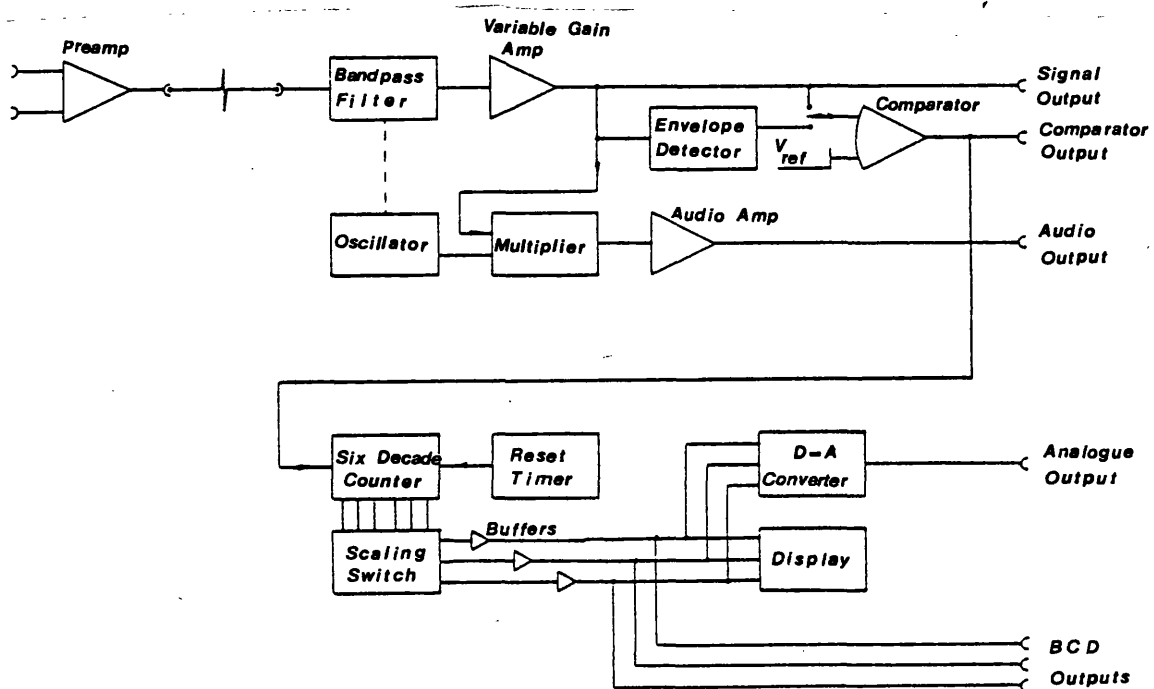 Preamp
Bandpass
Filter
Variable Gain
Amp
Signal
Output
Envelope
Detector
V
ref
Comparator
Comparator
Output
Oscillator
Multiplier
Audio Amp
Audio
Output
Six Decade
Counter
Reset
Timer
D-A
Converter
Analogue
Output
Buffers
Scaling
Switch
Display
BCD
Outputs